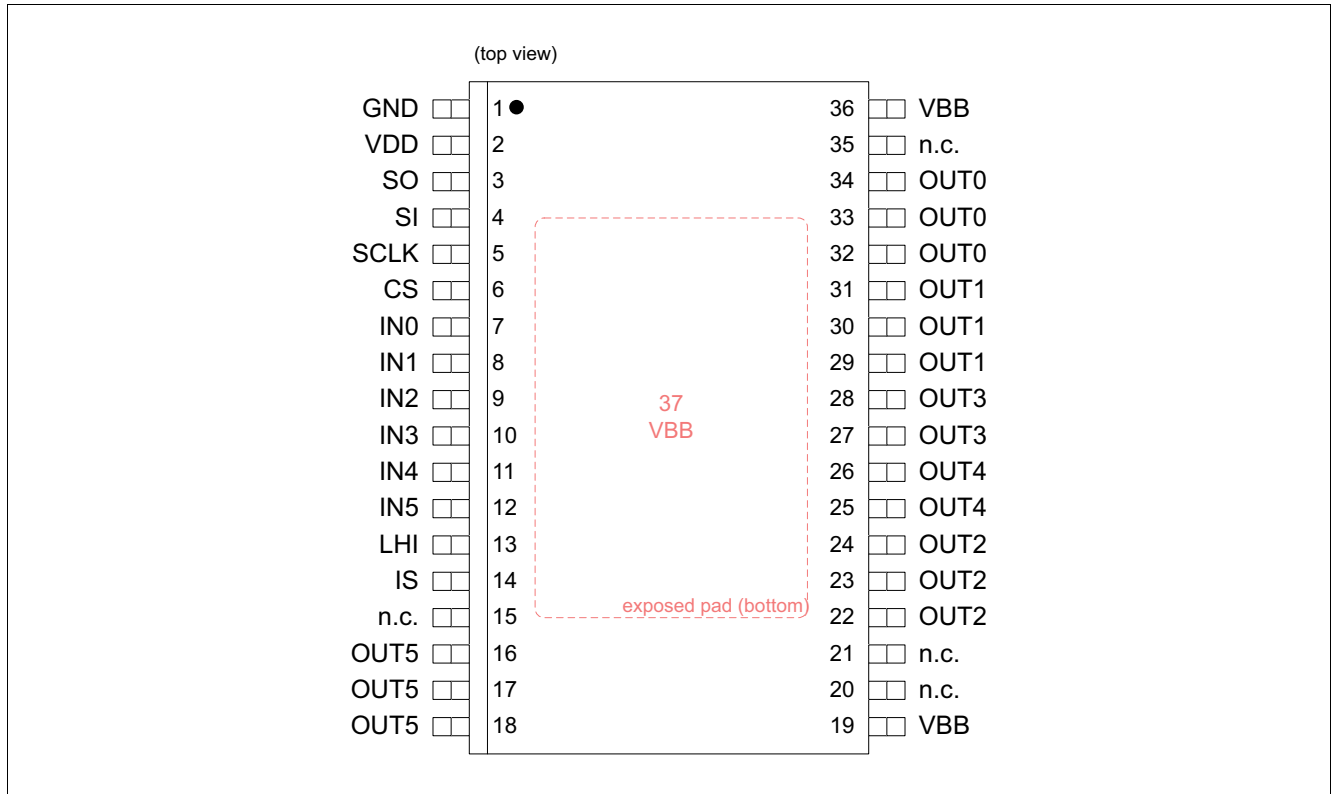 (top view)
GND 1 36 VBB
VDD 2 35 n.c.
SO 3 34 OUT0
SI 4 33 OUT0
SCLK 5 32 OUT0
CS 6 31 OUT1
IN0 7 30 OUT1
IN1 8 29 OUT1
IN2 9 28 OUT3
37
VBB
IN3 10 27 OUT3
IN4 11 26 OUT4
IN5 12 25 OUT4
LHI 13 24 OUT2
IS 14 23 OUT2
exposed pad (bottom)
n.c. 15 22 OUT2
OUT5 16 21 n.c.
OUT5 17 20 n.c.
OUT5 18 19 VBB